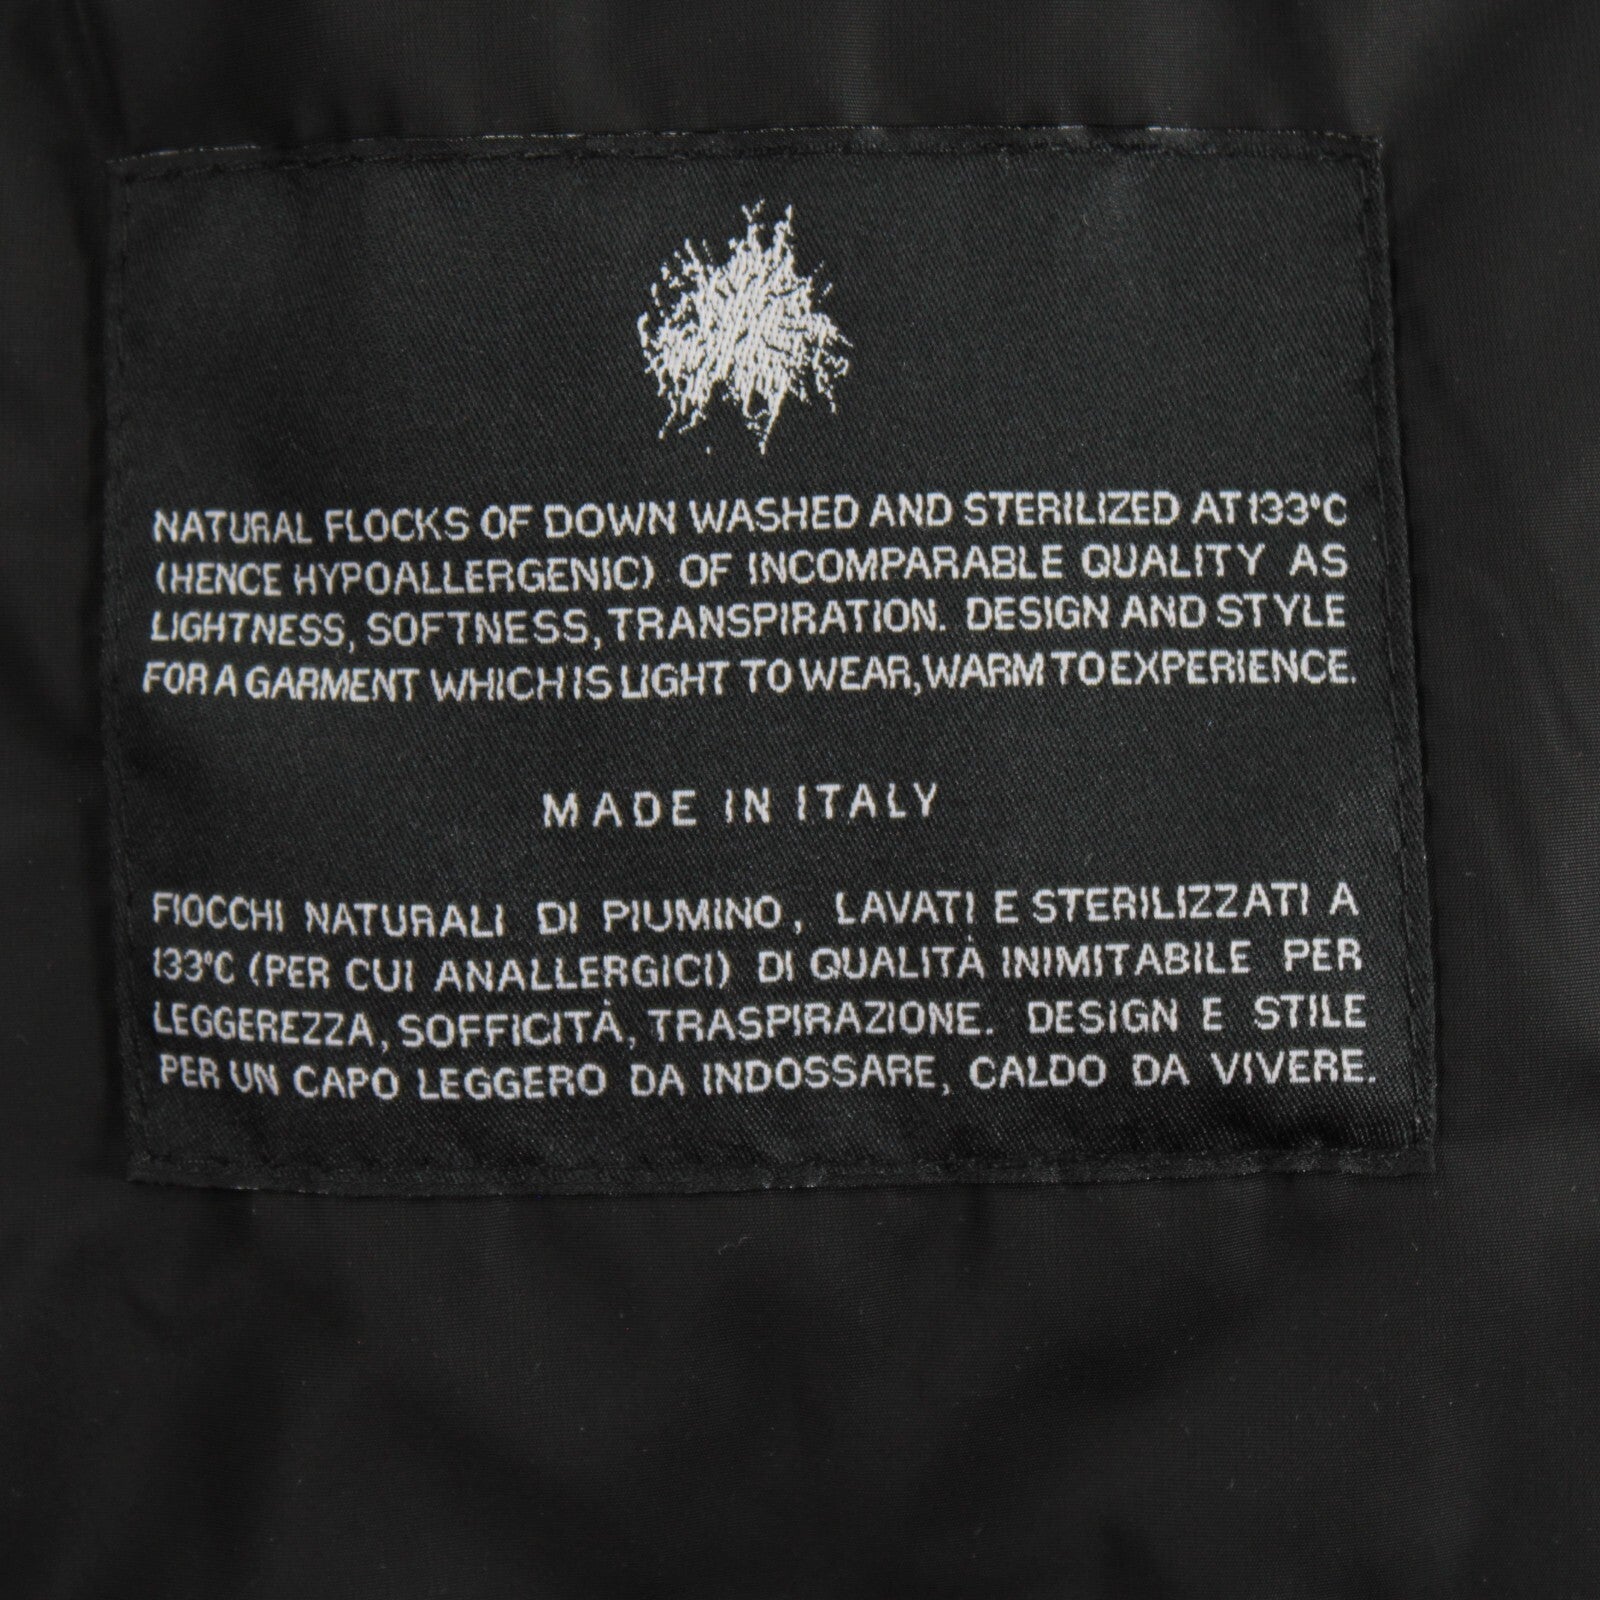 NATURAL FLOCKS OF DOWN WASHED AND STERILIZED AT 133°C
(HENCE HYPOALLERGENIC) OF INCOMPARABLE QUALITY AS
LIGHTNESS, SOFTNESS, TRANSPIRATION. DESIGN AND STYLE
FOR A GARMENT WHICH IS LIGHT TO WEAR, WARM TO EXPERIENCE.
MADE IN ITALY
FIOCCHI NATURALI DI PIUMINO, LAVATI E STERILIZZATI A
133°C (PER CUI ANALLERGICI) DI QUALITÀ INIMITABILE PER
LEGGEREZZA, SOFFICITÀ, TRASPIRAZIONE. DESIGN E STILE
PER UN CAPO LEGGERO DA INDOSSARE, CALDO DA VIVERE.